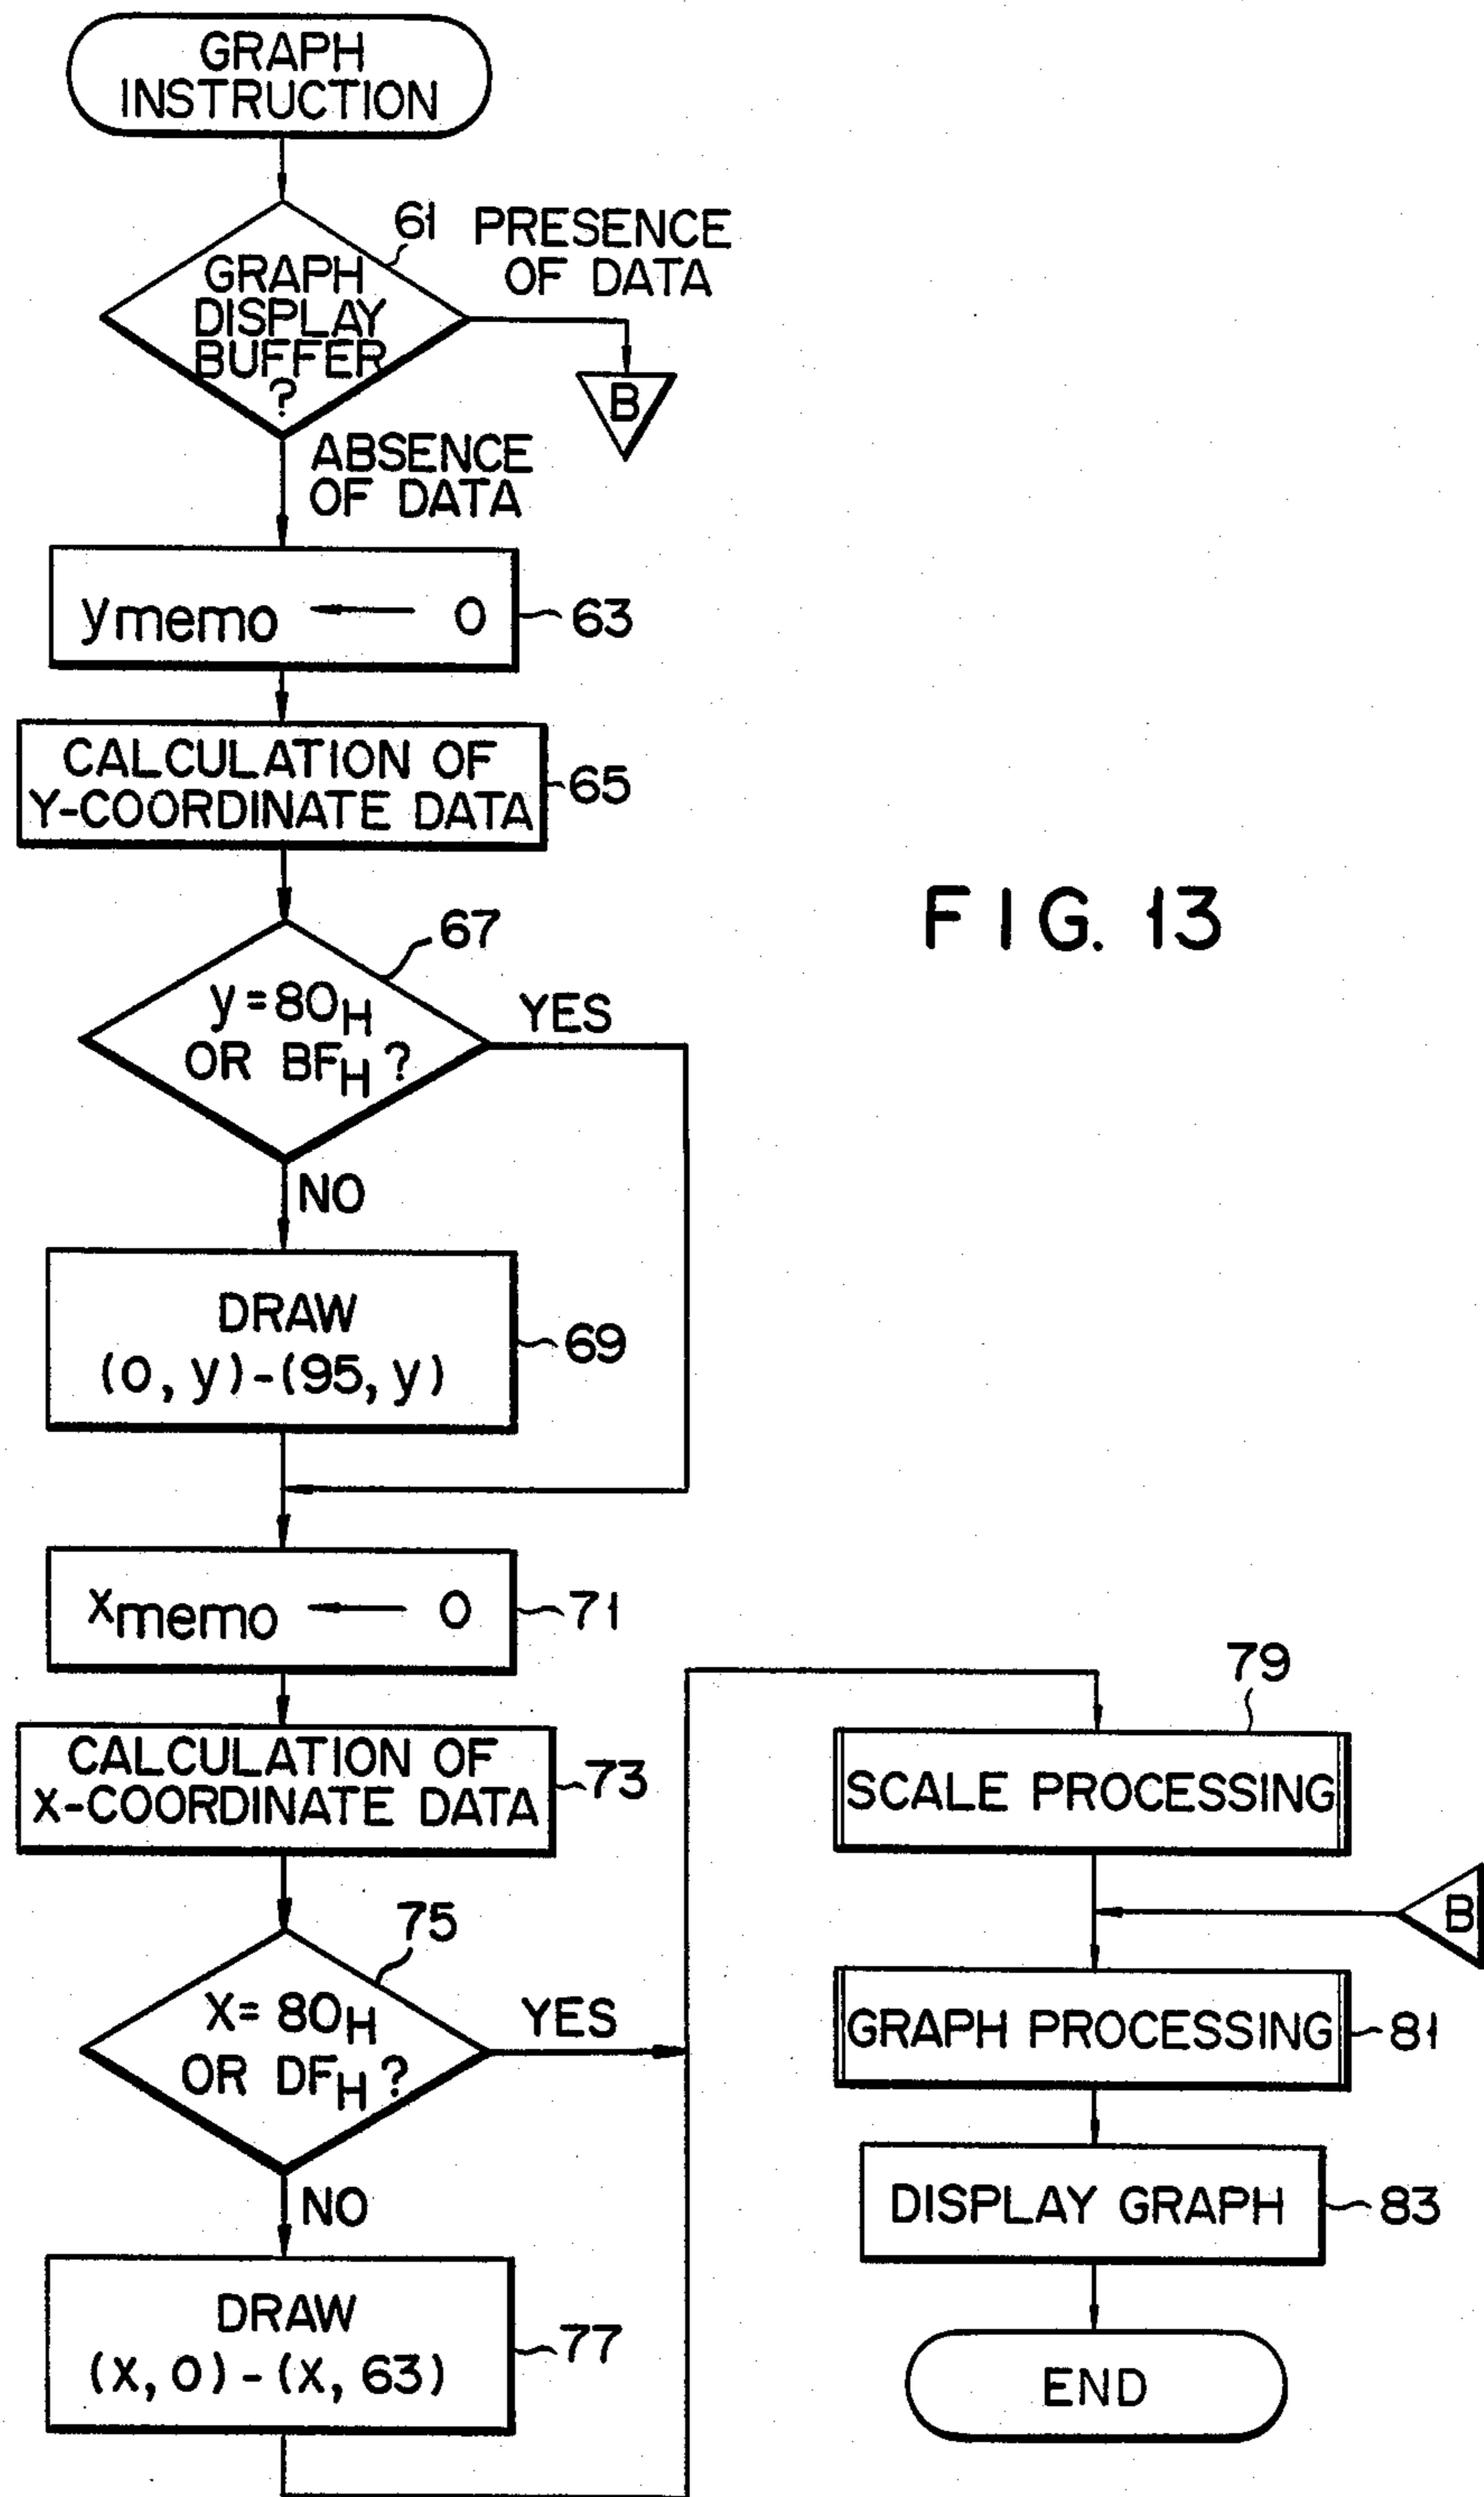 GRAPH
INSTRUCTION
61
PRESENCE
OF DATA
GRAPH
DISPLAY
BUFFER
?
B
ABSENCE
OF DATA
ymemo ← 0
63
CALCULATION OF
Y-COORDINATE DATA
65
67
y=80H
OR BFH?
YES
NO
DRAW
(0, y)-(95, y)
69
xmemo ← 0
71
CALCULATION OF
X-COORDINATE DATA
73
75
X=80H
OR DFH?
YES
NO
DRAW
(X, 0)-(X, 63)
77
FIG. 13
79
SCALE PROCESSING
B
GRAPH PROCESSING
81
DISPLAY GRAPH
83
END